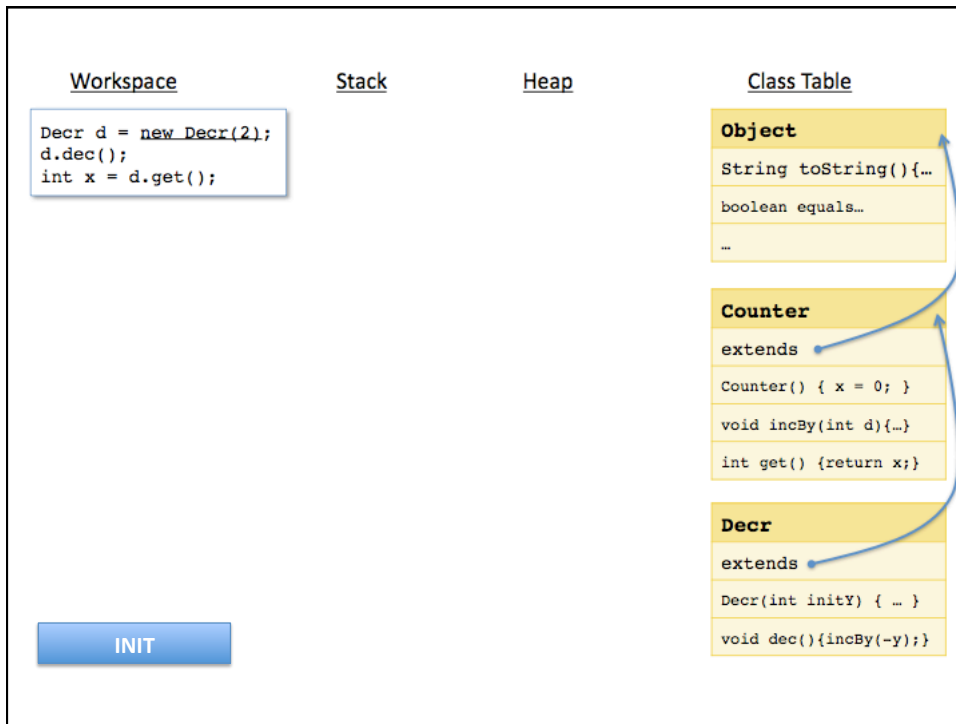 Workspace
Stack
Heap
Class Table
Decr d = new Decr(2);
d.dec();
int x = d.get();
Object
String toString(){…
boolean equals…
…
Counter
extends
Counter() { x = 0; }
void incBy(int d){…}
int get() {return x;}
Decr
extends
Decr(int initY) { … }
void dec(){incBy(-y);}
INIT